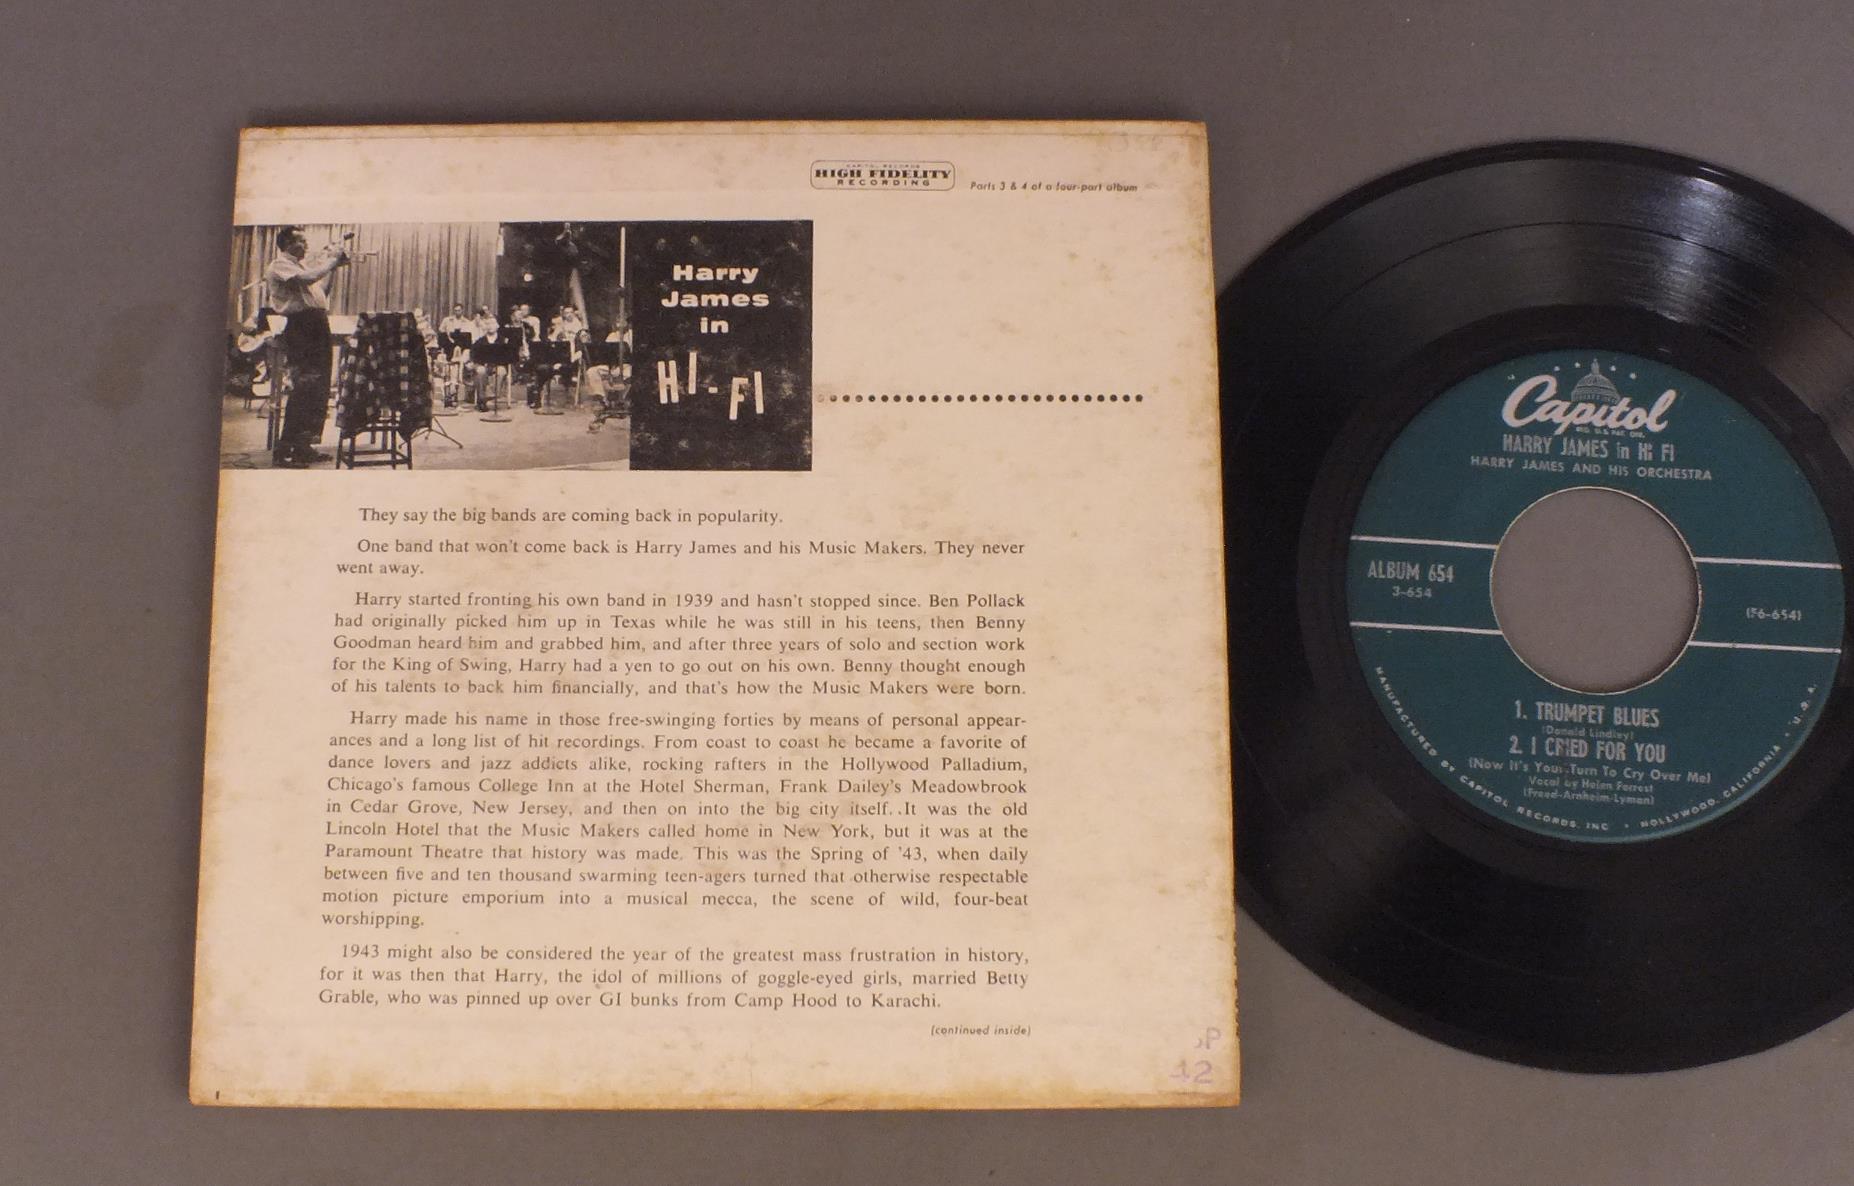 CAPITOL RECORDS
HIGH FIDELITY
RECORDING
Parts 3 & 4 of a four-part album
Harry
James
in
HI-FI
They say the big bands are coming back in popularity.
One band that won't come back is Harry James and his Music Makers. They never
went away.
Harry started fronting his own band in 1939 and hasn't stopped since. Ben Pollack
had originally picked him up in Texas while he was still in his teens, then Benny
Goodman heard him and grabbed him, and after three years of solo and section work
for the King of Swing, Harry had a yen to go out on his own. Benny thought enough
of his talents to back him financially, and that's how the Music Makers were born.
Harry made his name in those free-swinging forties by means of personal appear-
ances and a long list of hit recordings. From coast to coast he became a favorite of
dance lovers and jazz addicts alike, rocking rafters in the Hollywood Palladium,
Chicago's famous College Inn at the Hotel Sherman, Frank Dailey's Meadowbrook
in Cedar Grove, New Jersey, and then on into the big city itself. .It was the old
Lincoln Hotel that the Music Makers called home in New York, but it was at the
Paramount Theatre that history was made. This was the Spring of '43, when daily
between five and ten thousand swarming teen-agers turned that otherwise respectable
motion picture emporium into a musical mecca, the scene of wild, four-beat
worshipping.
1943 might also be considered the year of the greatest mass frustration in history,
for it was then that Harry, the idol of millions of goggle-eyed girls, married Betty
Grable, who was pinned up over GI bunks from Camp Hood to Karachi.
(continued inside)
P
42
Capitol
REG. U.S. PAT. OFF.
HARRY JAMES in Hi Fi
HARRY JAMES AND HIS ORCHESTRA
ALBUM 654
3-654
(F6-654)
1. TRUMPET BLUES
(Donald Lindley)
2. I CRIED FOR YOU
(Now It's Your Turn To Cry Over Me)
Vocal by Helen Forrest
(Freed-Arnheim-Lyman)
MANUFACTURED BY CAPITOL RECORDS, INC • HOLLYWOOD, CALIFORNIA • U.S.A.